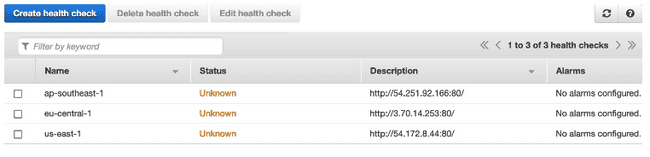 Create health check Delete health check Edit health check
Filter by keyword 1 to 3 of 3 health checks
Name Status Description Alarms
ap-southeast-1 Unknown http://54.251.92.166:80/ No alarms configured.
eu-central-1 Unknown http://3.70.14.253:80/ No alarms configured.
us-east-1 Unknown http://54.172.8.44:80/ No alarms configured.